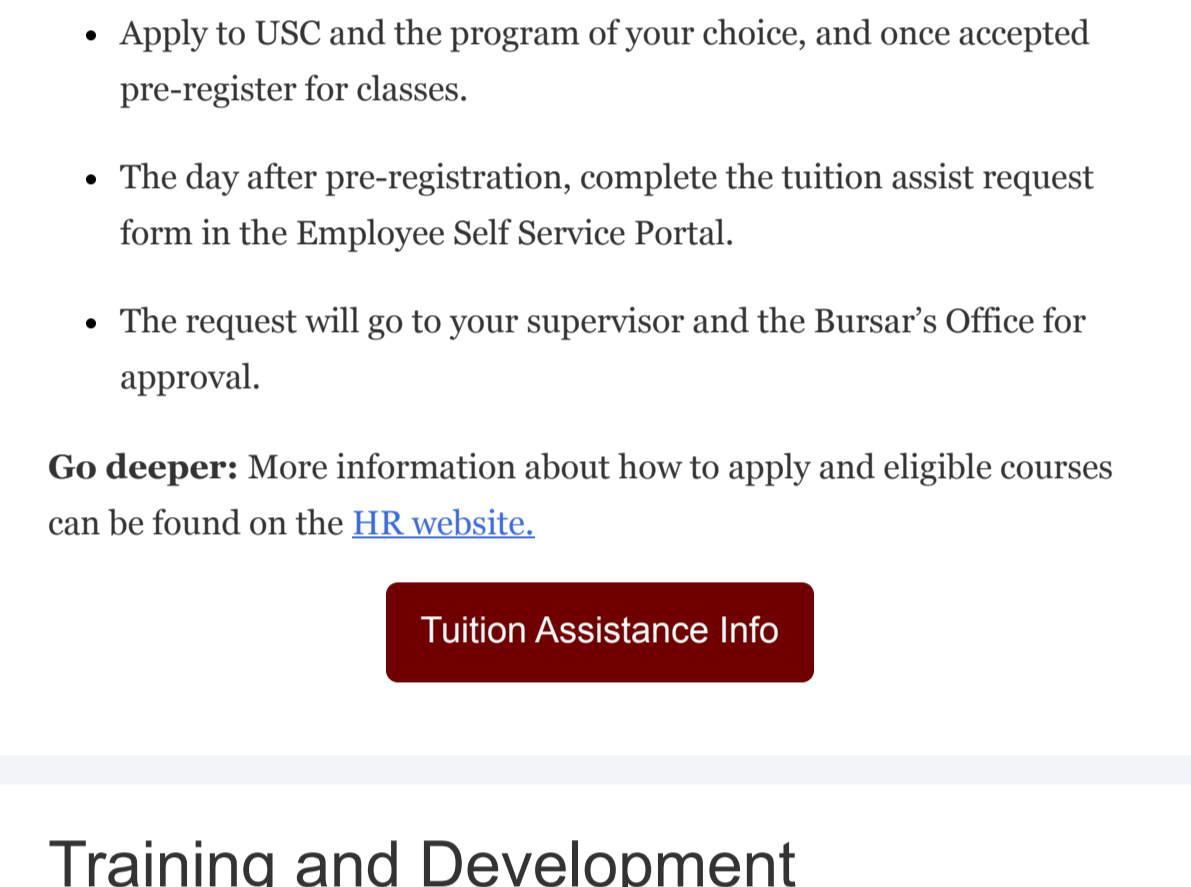 • Apply to USC and the program of your choice, and once accepted
pre-register for classes.
• The day after pre-registration, complete the tuition assist request
form in the Employee Self Service Portal.
• The request will go to your supervisor and the Bursar’s Office for
approval.
Go deeper: More information about how to apply and eligible courses
can be found on the HR website.
Tuition Assistance Info
Training and Development